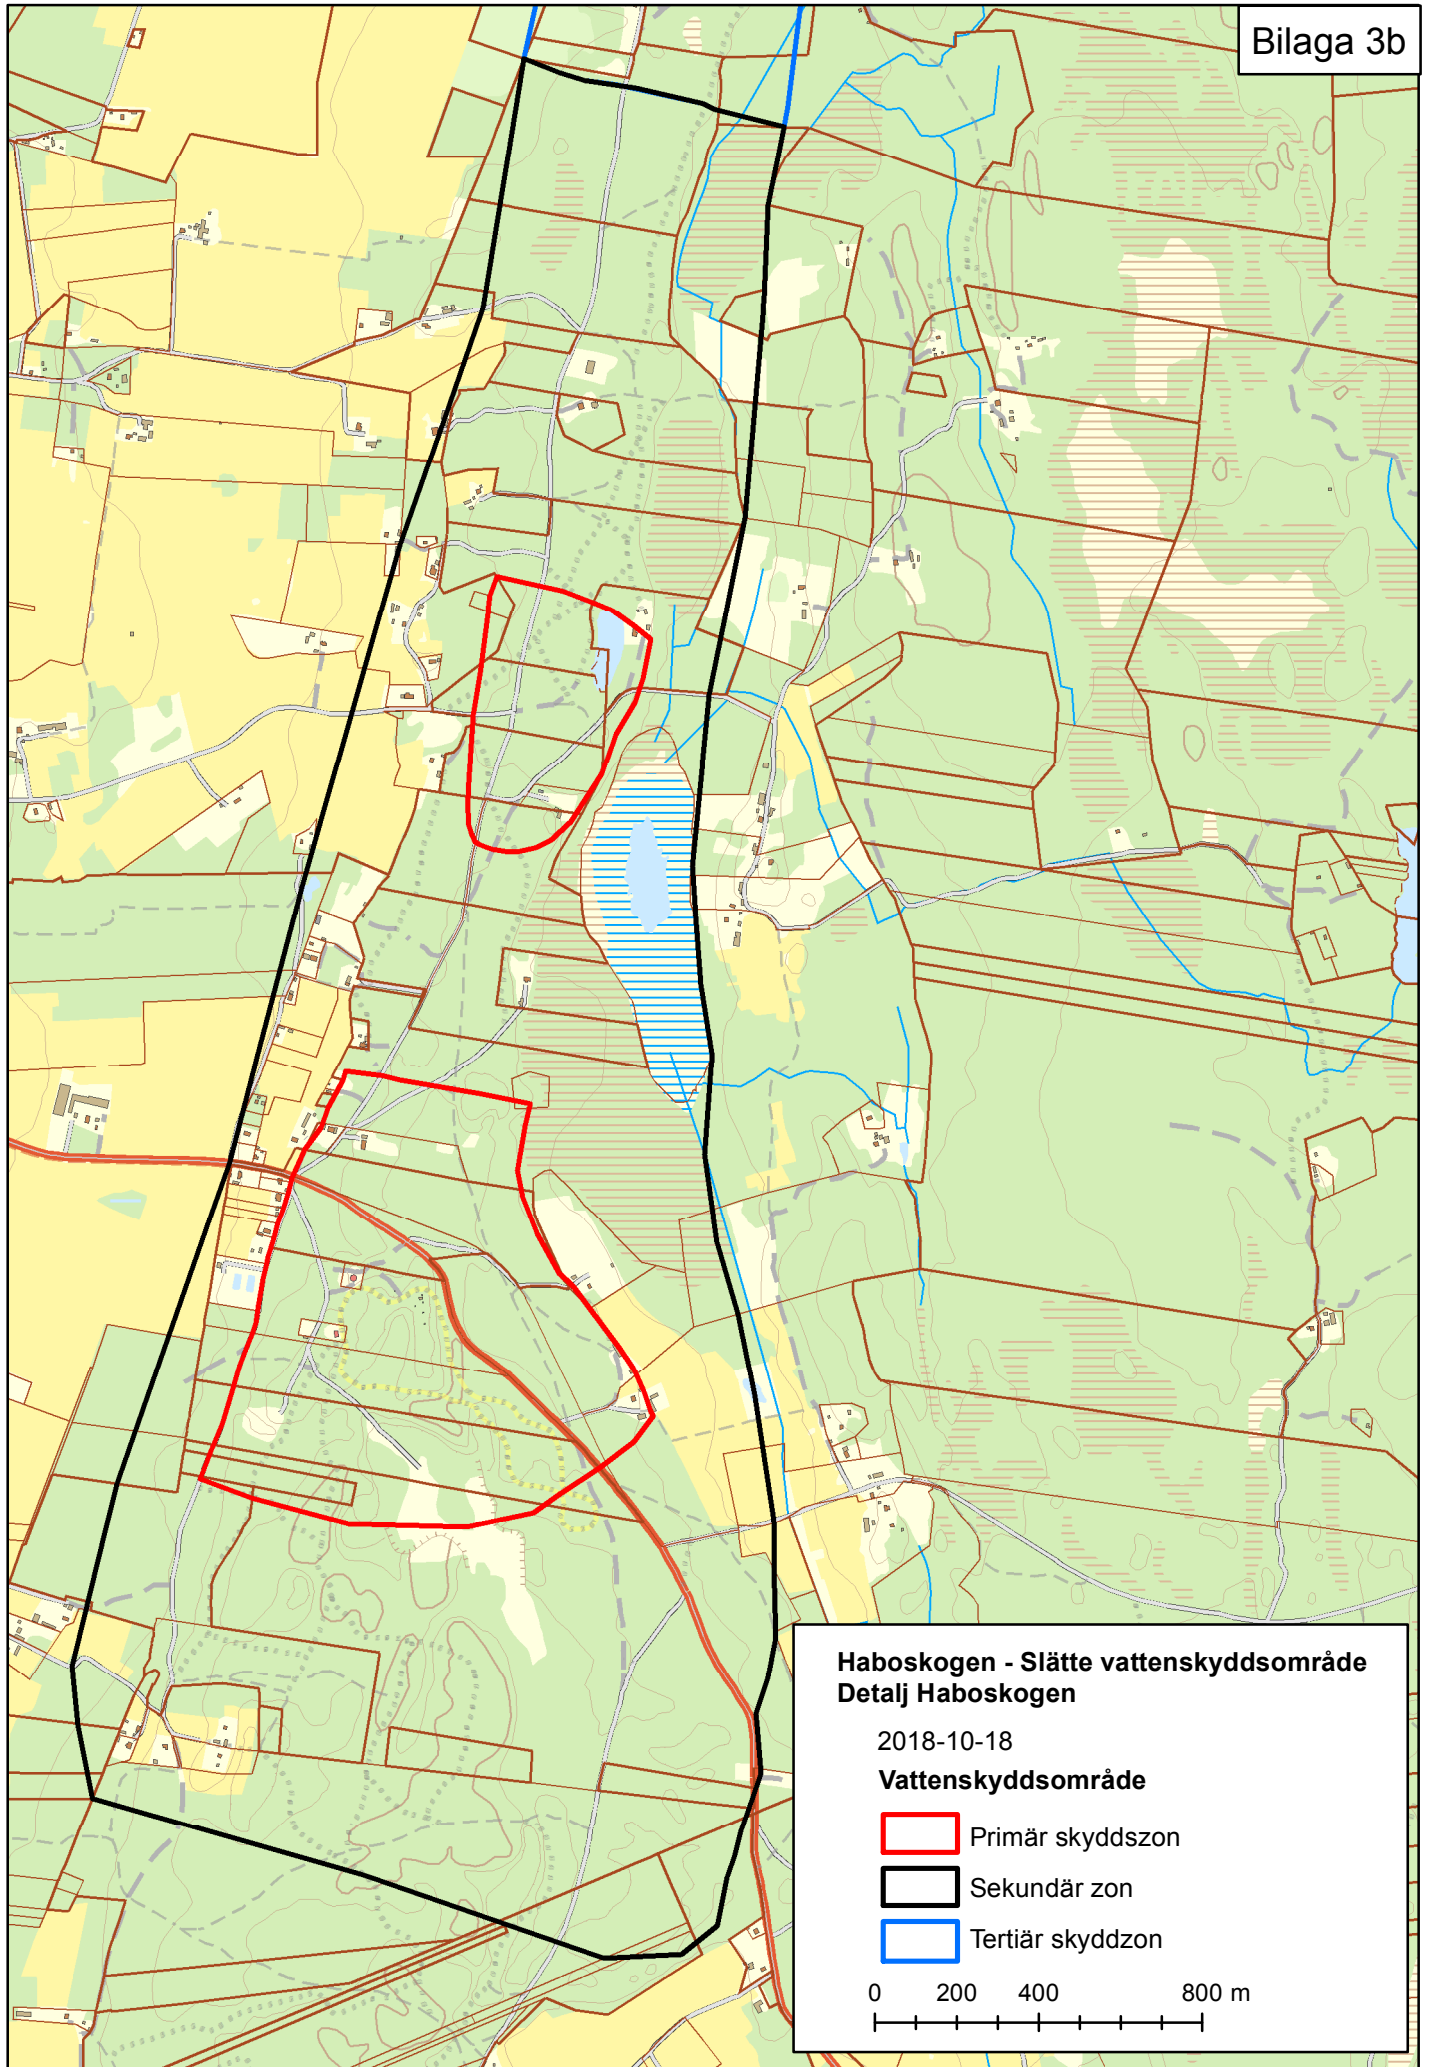 Bilaga 3b
Haboskogen - Slätte vattenskyddsområde
Detalj Haboskogen
2018-10-18
Vattenskyddsområde
Primär skyddszon
Sekundär zon
Tertiär skyddzon
0 200 400 800 m